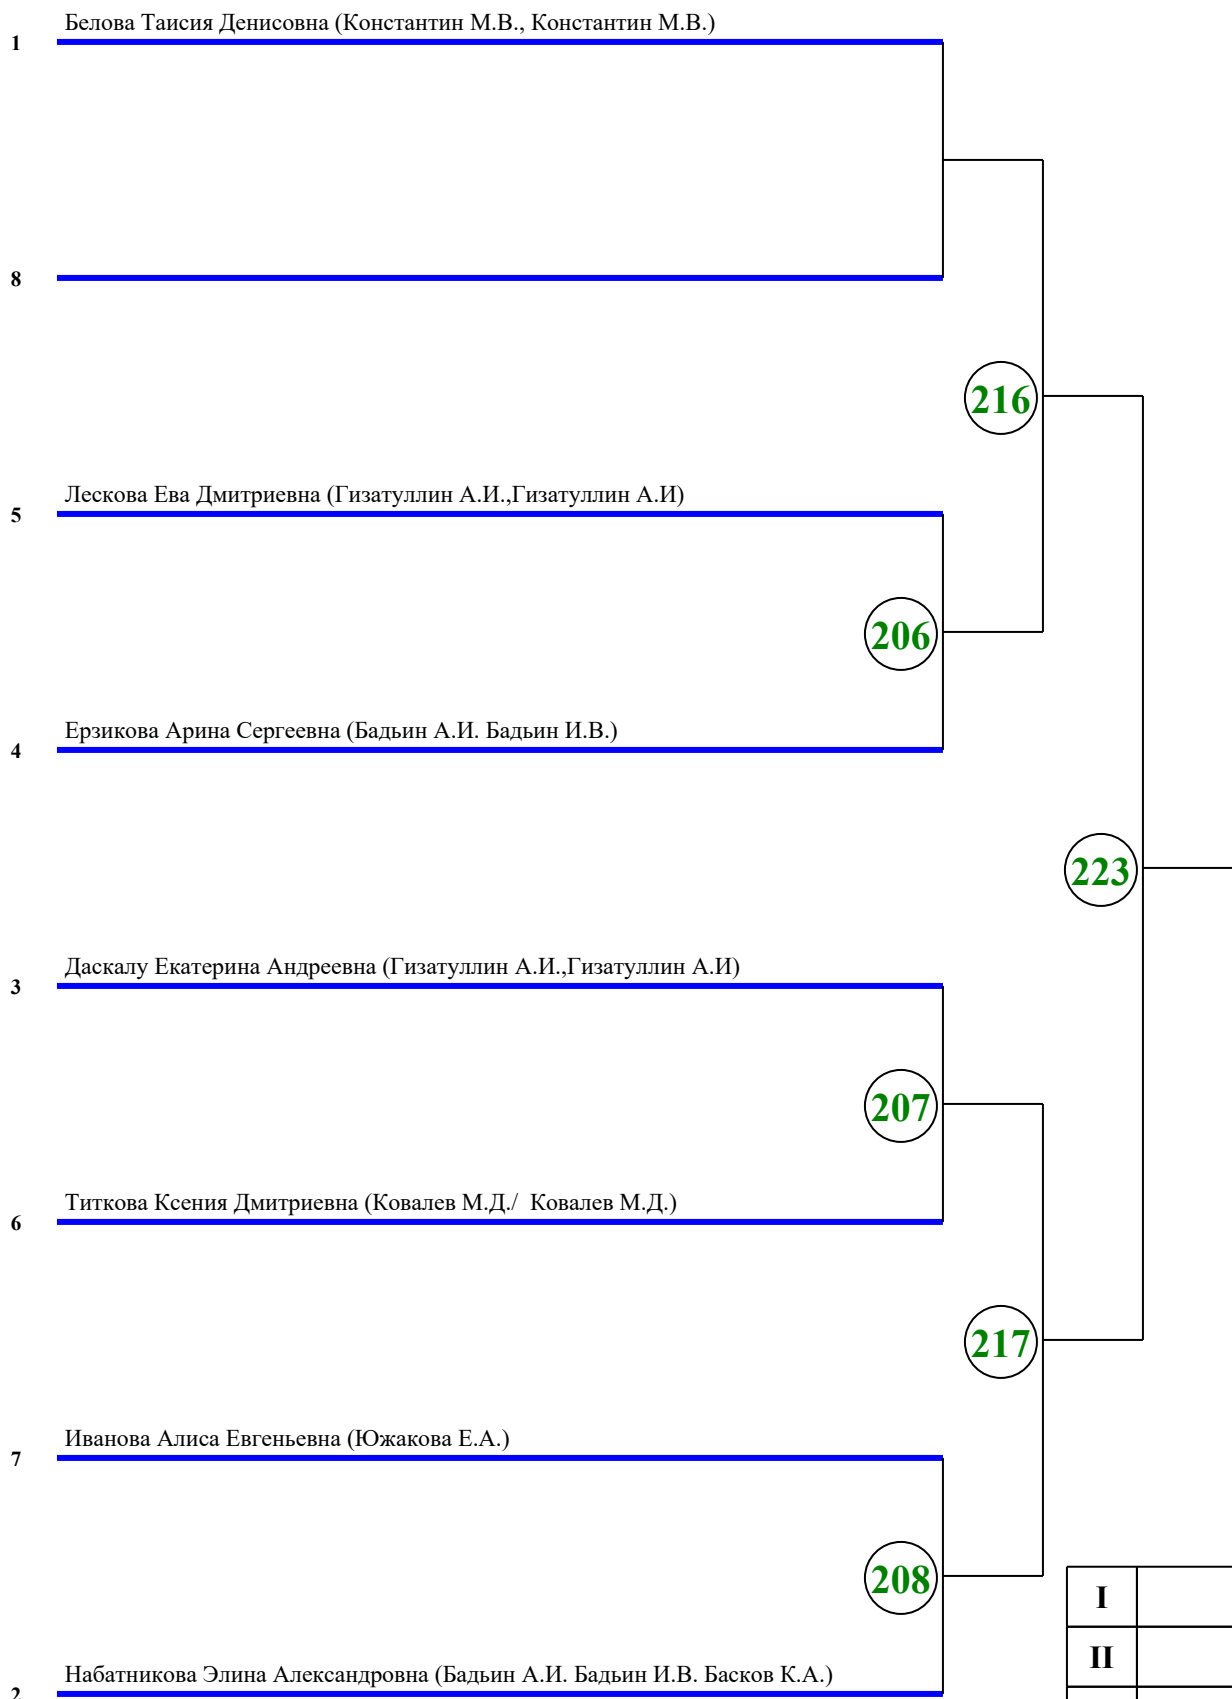 Белова Таисия Денисовна (Константин М.В., Константин М.В.)
1
8
216
Лескова Ева Дмитриевна (Гизатуллин А.И.,Гизатуллин А.И)
5
206
Ерзикова Арина Сергеевна (Бадьин А.И. Бадьин И.В.)
4
223
Даскалу Екатерина Андреевна (Гизатуллин А.И.,Гизатуллин А.И)
3
207
Титкова Ксения Дмитриевна (Ковалев М.Д./  Ковалев М.Д.)
6
217
Иванова Алиса Евгеньевна (Южакова Е.А.)
7
208
I
II
Набатникова Элина Александровна (Бадьин А.И. Бадьин И.В. Басков К.А.)
2